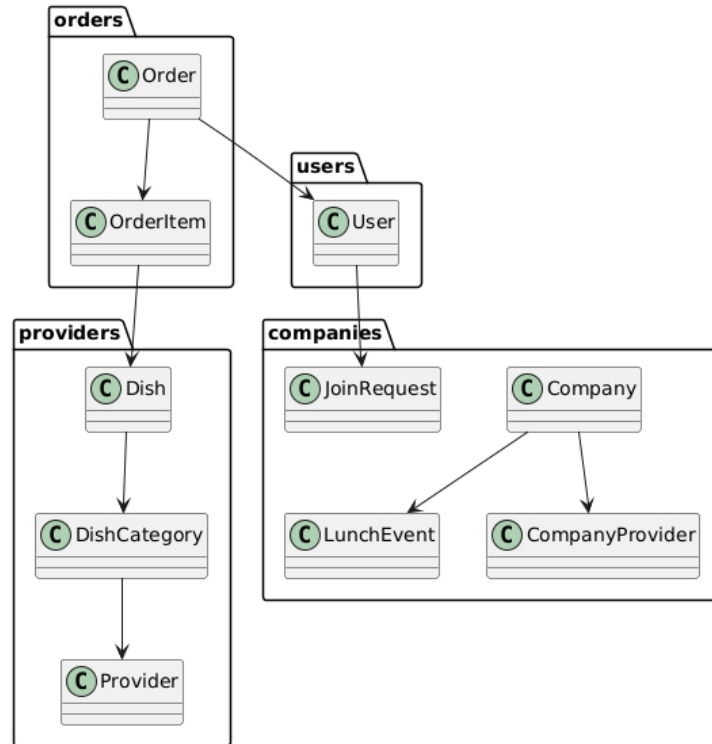 orders
C Order
users
C OrderItem
C User
providers
companies
C Dish
C JoinRequest
C Company
C DishCategory
C LunchEvent
C CompanyProvider
C Provider